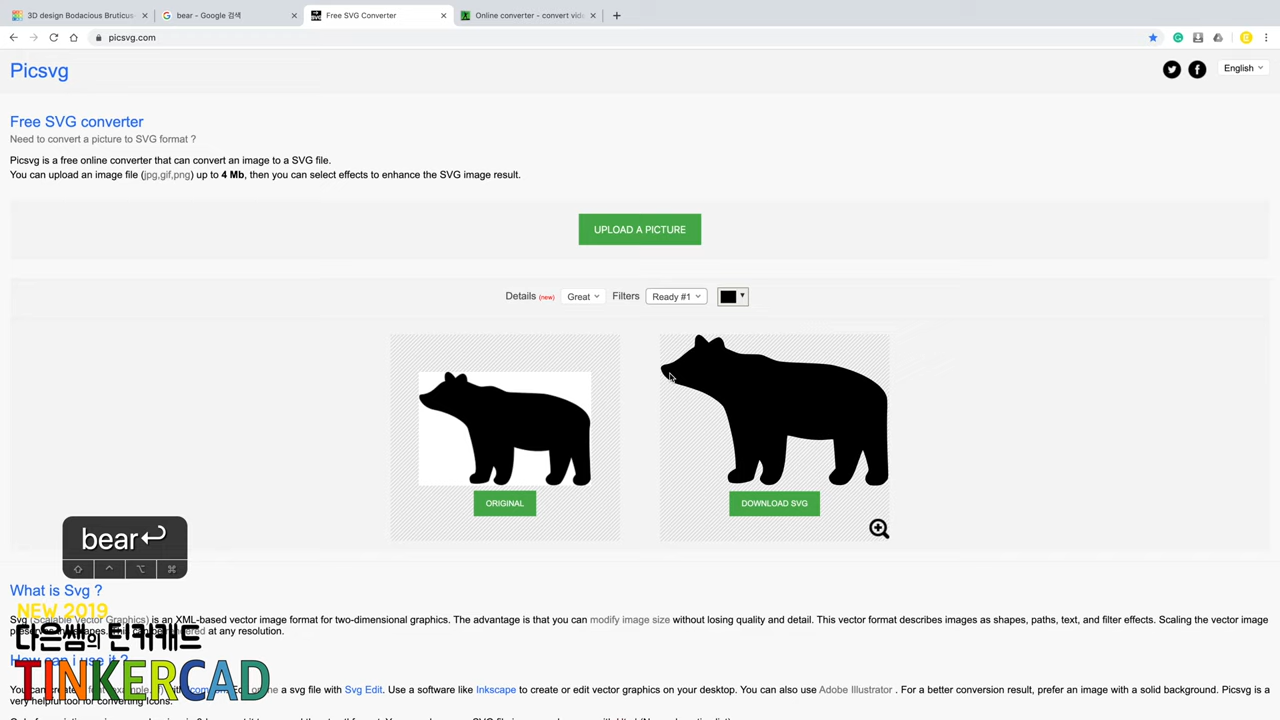 3D design Bodacious Bruticus
bear - Google 검색
Free SVG Converter
Online converter - convert vide
picsvg.com
Picsvg
English
Free SVG converter
Need to convert a picture to SVG format ?
Picsvg is a free online converter that can convert an image to a SVG file.
You can upload an image file (jpg,gif,png) up to 4 Mb, then you can select effects to enhance the SVG image result.
UPLOAD A PICTURE
Details (new) Great Filters Ready #1
ORIGINAL
DOWNLOAD SVG
bear
What is Svg ?
NEW 2019
Svg (Scalable Vector Graphics) is an XML-based vector image format for two-dimensional graphics. The advantage is that you can modify image size without losing quality and detail. This vector format describes images as shapes, paths, text, and filter effects. Scaling the vector image
at any resolution.
다은쌤의 틴커캐드
How can i use it ?
TINKERCAD
a svg file with Svg Edit. Use a software like Inkscape to create or edit vector graphics on your desktop. You can also use Adobe Illustrator . For a better conversion result, prefer an image with a solid background. Picsvg is a
very helpful tool for converting icons.